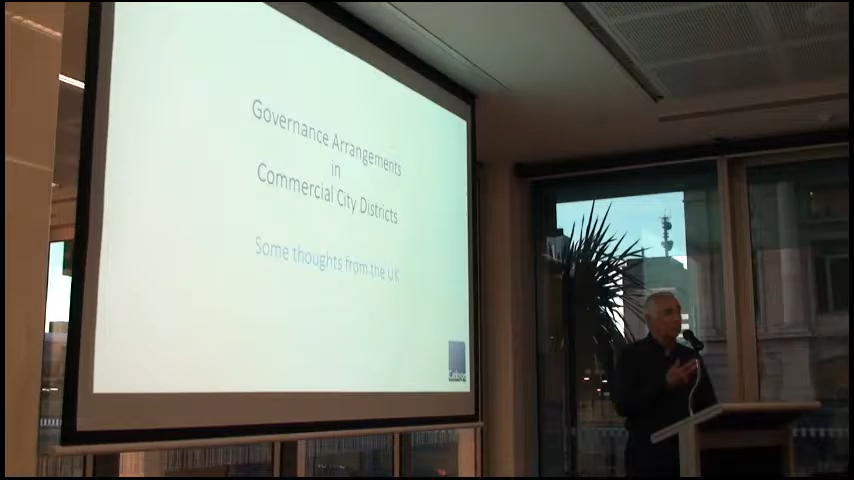 Governance Arrangements
in
Commercial City Districts
Some thoughts from the UK